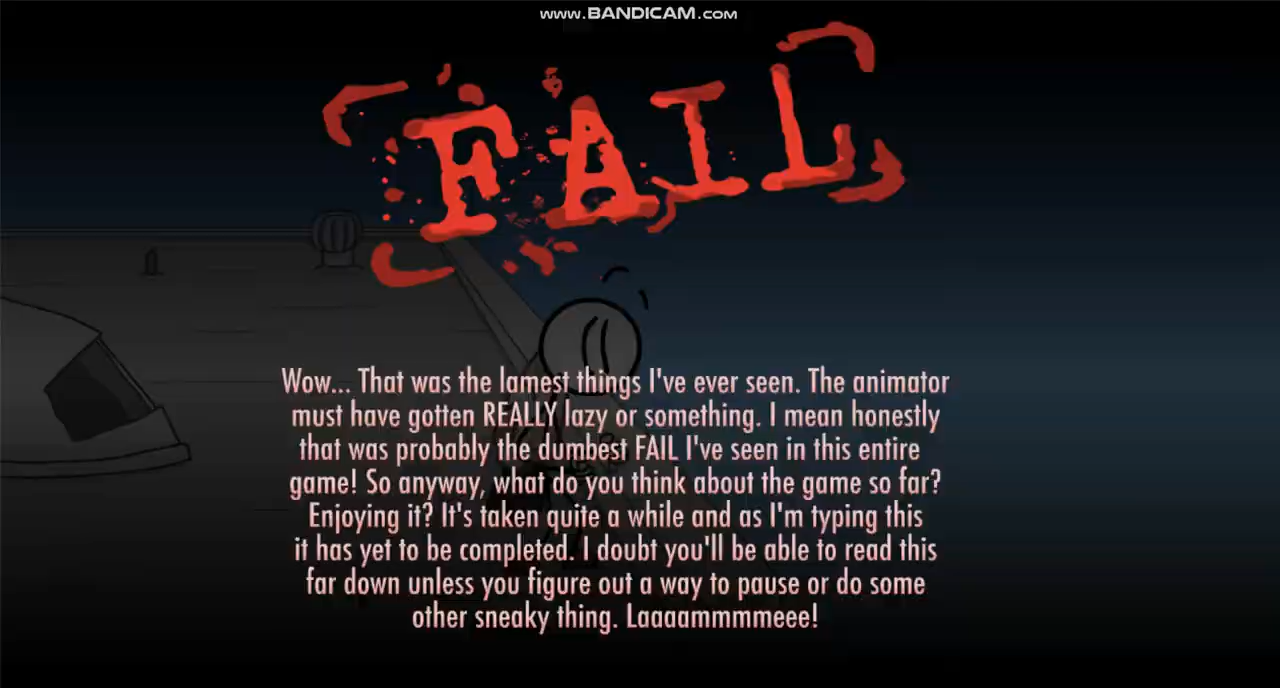 www.BANDICAM.com
FAIL
Wow... That was the lamest things I've ever seen. The animator
must have gotten REALLY lazy or something. I mean honestly
that was probably the dumbest FAIL I've seen in this entire
game! So anyway, what do you think about the game so far?
Enjoying it? It's taken quite a while and as I'm typing this
it has yet to be completed. I doubt you'll be able to read this
far down unless you figure out a way to pause or do some
other sneaky thing. Laaaammmmeee!